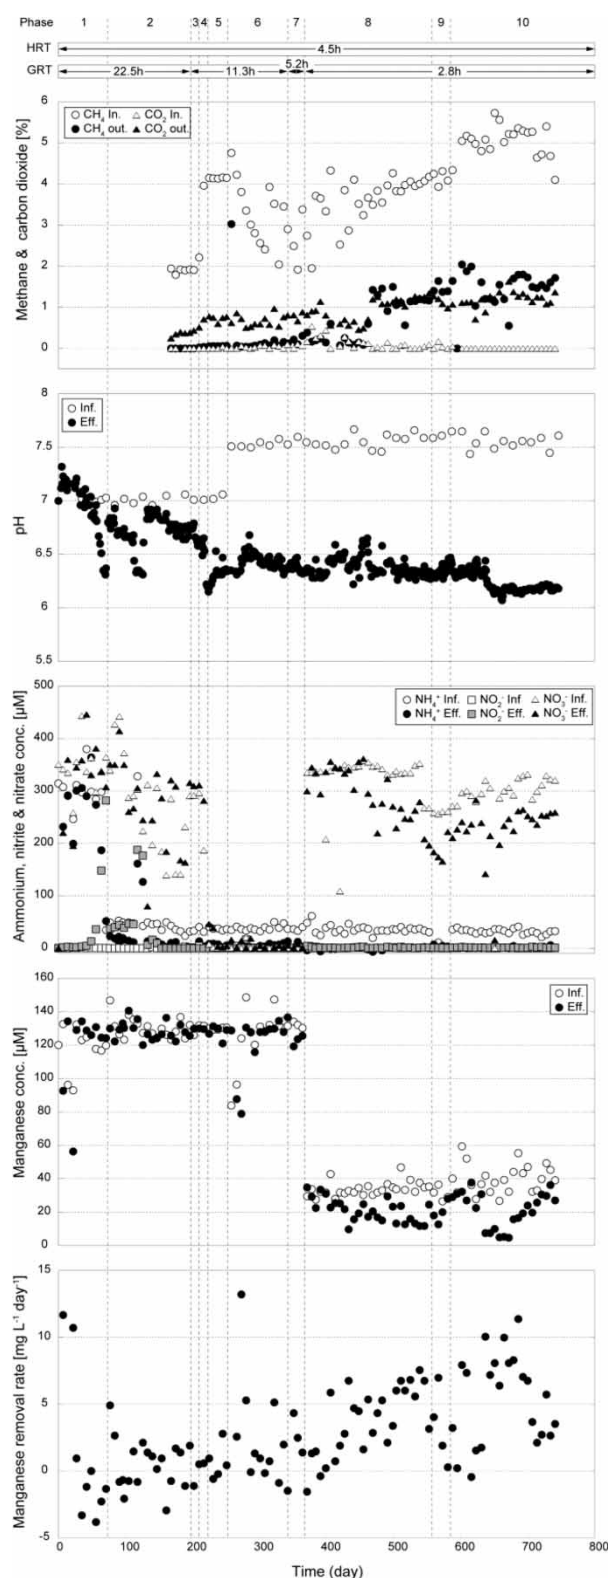 Phase 1 2 3 4 5 6 7 8 9 10
HRT 4.5h
GRT 22.5h 11.3h 5.2h 2.8h
Methane & carbon dioxide [%]
6
5
4
3
2
1
0
CH₄ In. CO₂ In.
CH₄ out. CO₂ out.
pH
8
7.5
7
6.5
6
5.5
Inf.
Eff.
Ammonium, nitrite & nitrate conc. [µM]
500
400
300
200
100
0
NH₄⁺ Inf. NO₂⁻ Inf NO₃⁻ Inf.
NH₄⁺ Eff. NO₂⁻ Eff. NO₃⁻ Eff.
Manganese conc. [µM]
160
140
120
100
80
60
40
20
0
Inf.
Eff.
Manganese removal rate [mg L⁻¹ day⁻¹]
15
10
5
0
-5
0 100 200 300 400 500 600 700 800
Time (day)